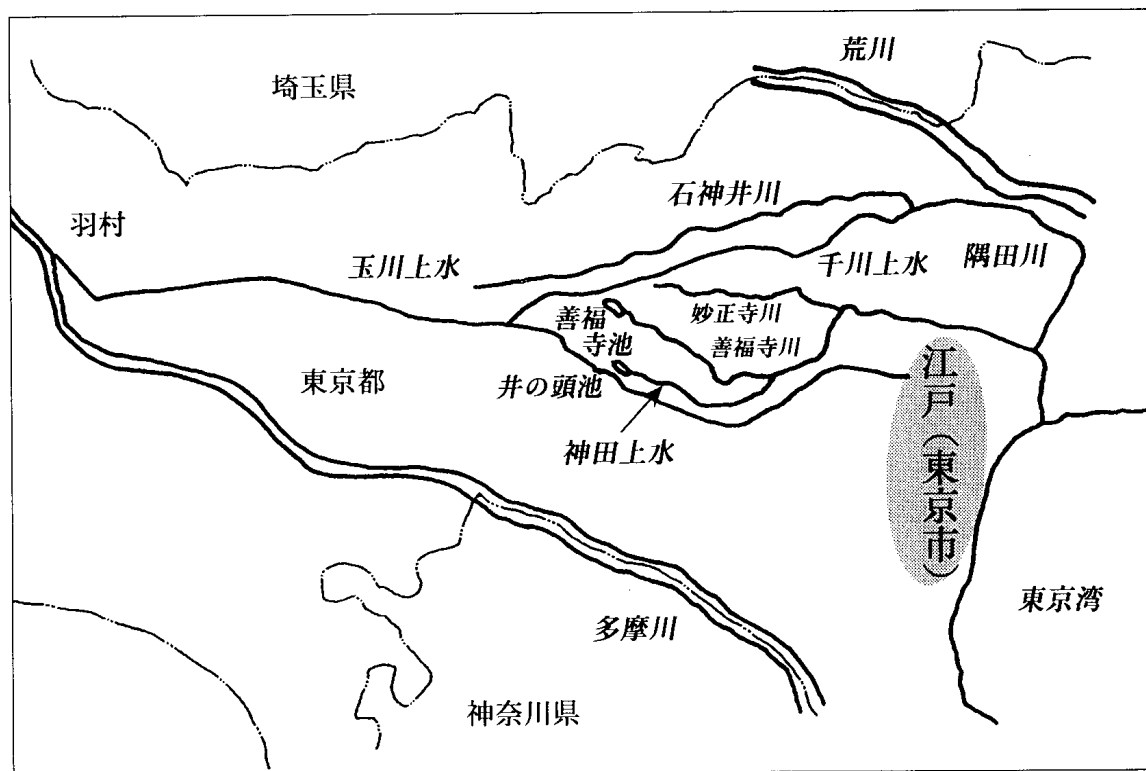 荒川
埼玉県
石神井川
羽村
玉川上水
千川上水
隅田川
善福
寺池
妙正寺川
善福寺川
東京都
井の頭池
神田上水
江戸（東京市）
東京湾
多摩川
神奈川県